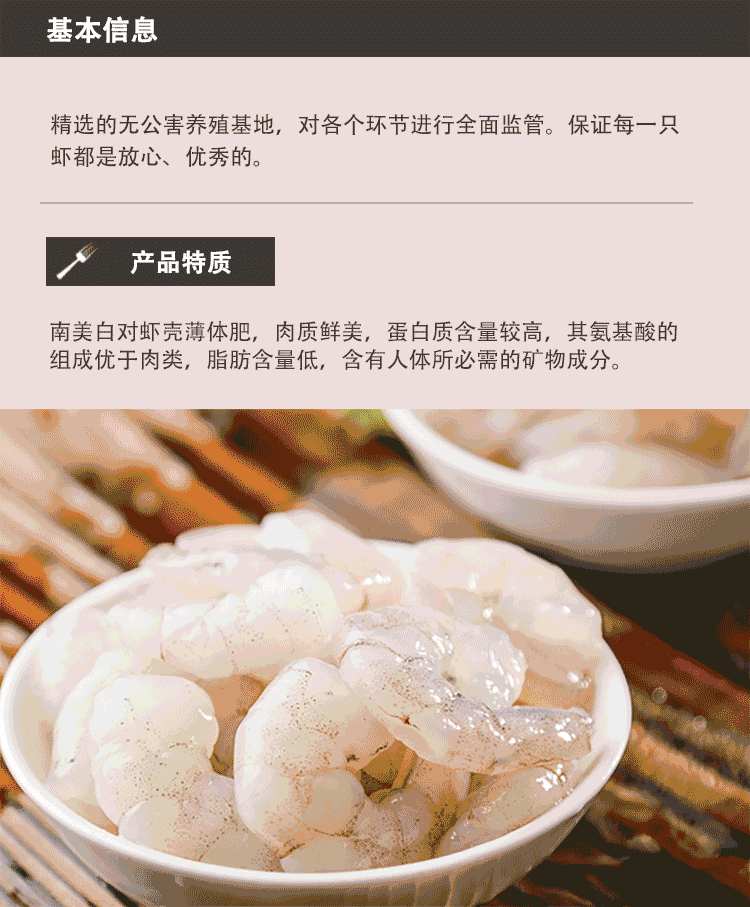 基本信息
精选的无公害养殖基地，对各个环节进行全面监管。保证每一只
虾都是放心、优秀的。
产品特质
南美白对虾壳薄体肥，肉质鲜美，蛋白质含量较高，其氨基酸的
组成优于肉类，脂肪含量低，含有人体所必需的矿物成分。